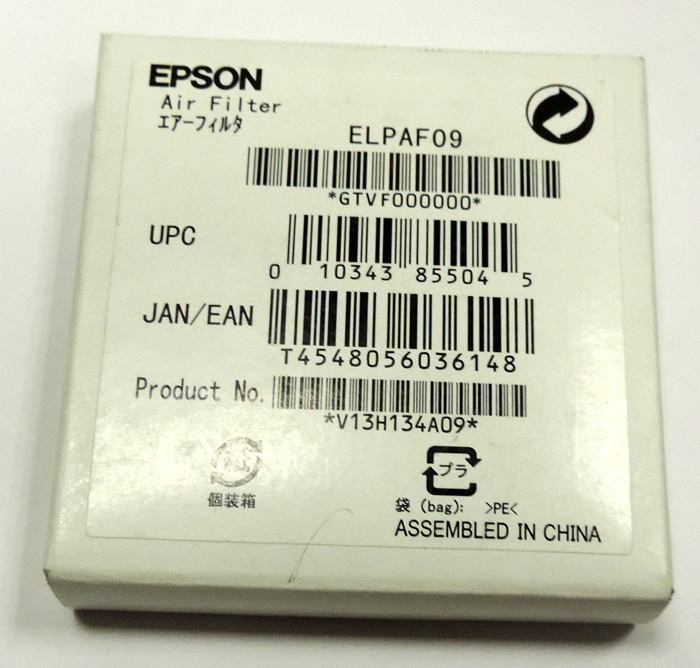 EPSON
Air Filter
エアーフィルタ
ELPAF09
*GTVF000000*
UPC
0 10343 85504 5
JAN/EAN
T4548056036148
Product No.
*V13H134A09*
プラ
個装箱
袋 (bag): >PE<
ASSEMBLED IN CHINA